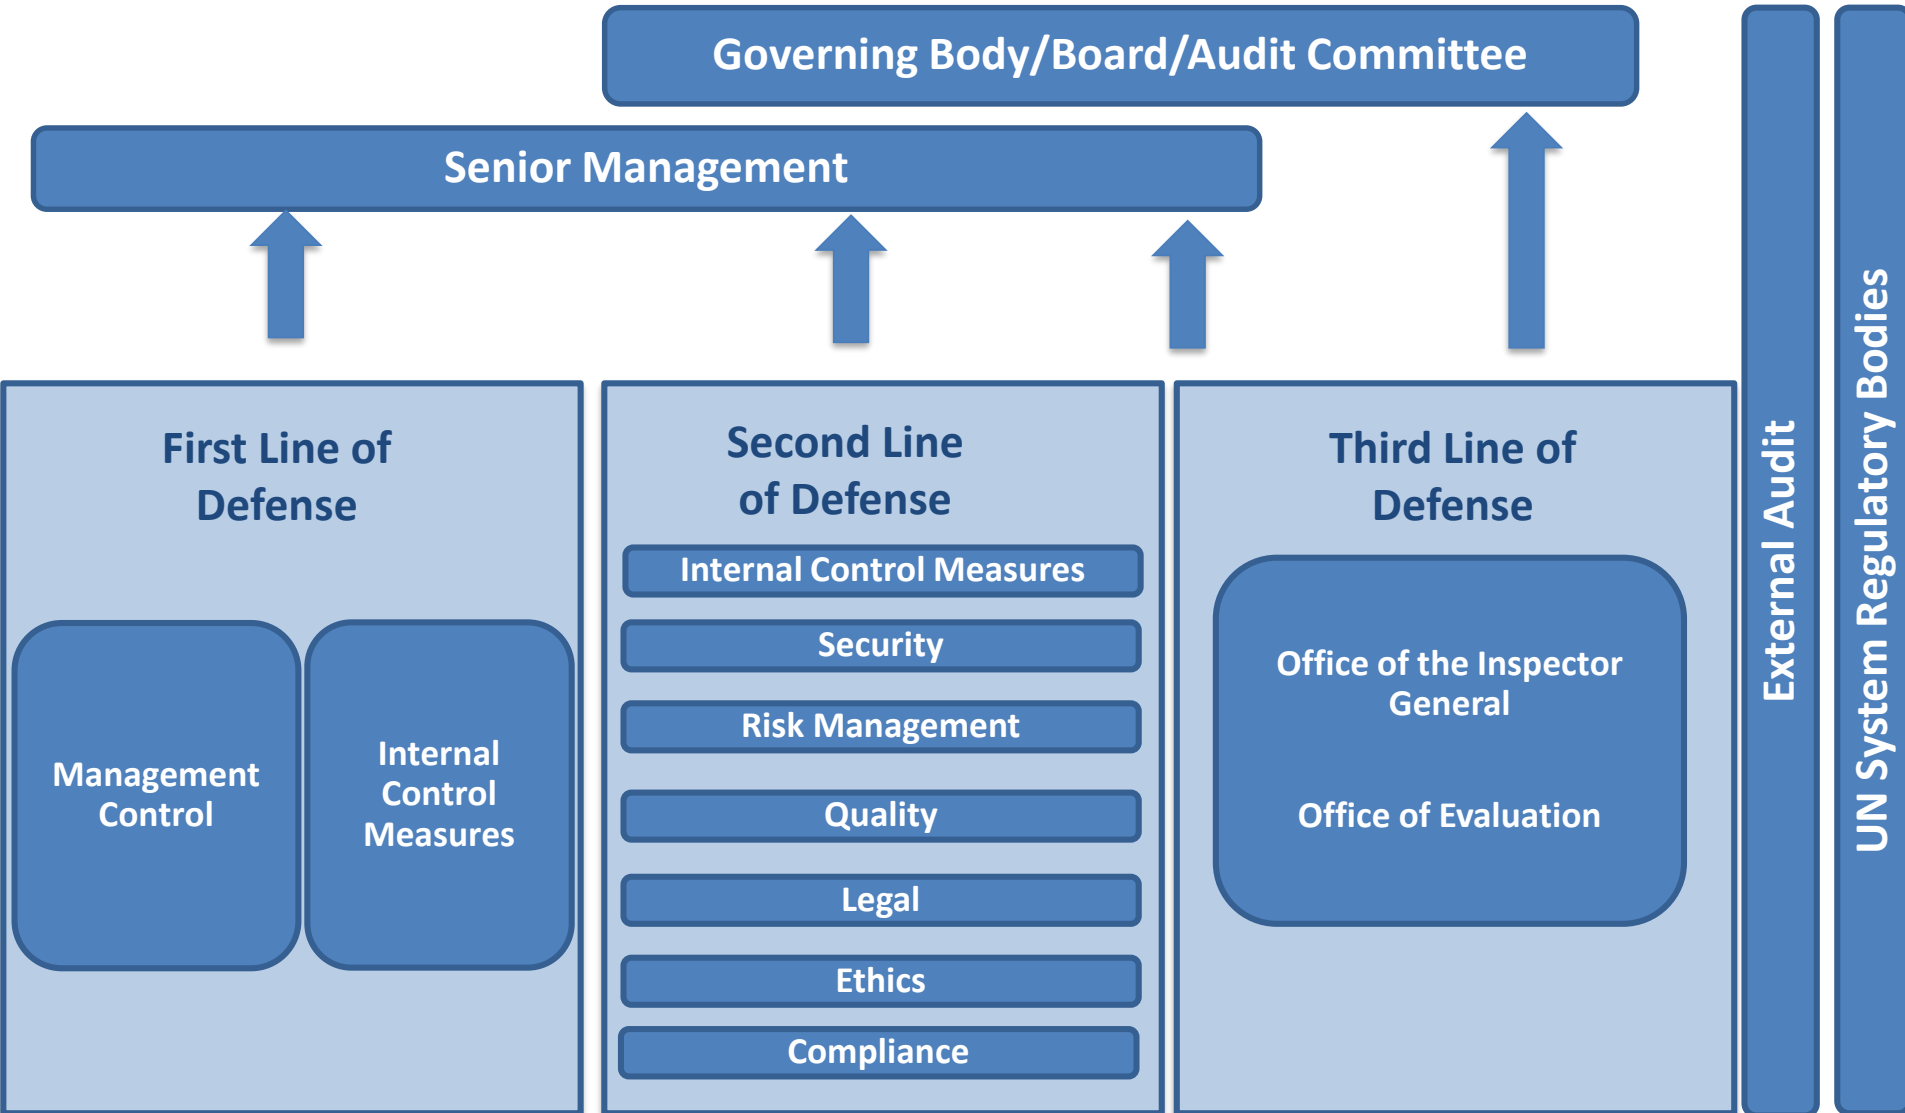 Governing Body/Board/Audit Committee
Senior Management
First Line of
Defense
Management
Control
Internal
Control
Measures
Second Line
of Defense
Internal Control Measures
Security
Risk Management
Quality
Legal
Ethics
Compliance
Third Line of
Defense
Office of the Inspector
General
Office of Evaluation
External Audit
UN System Regulatory Bodies